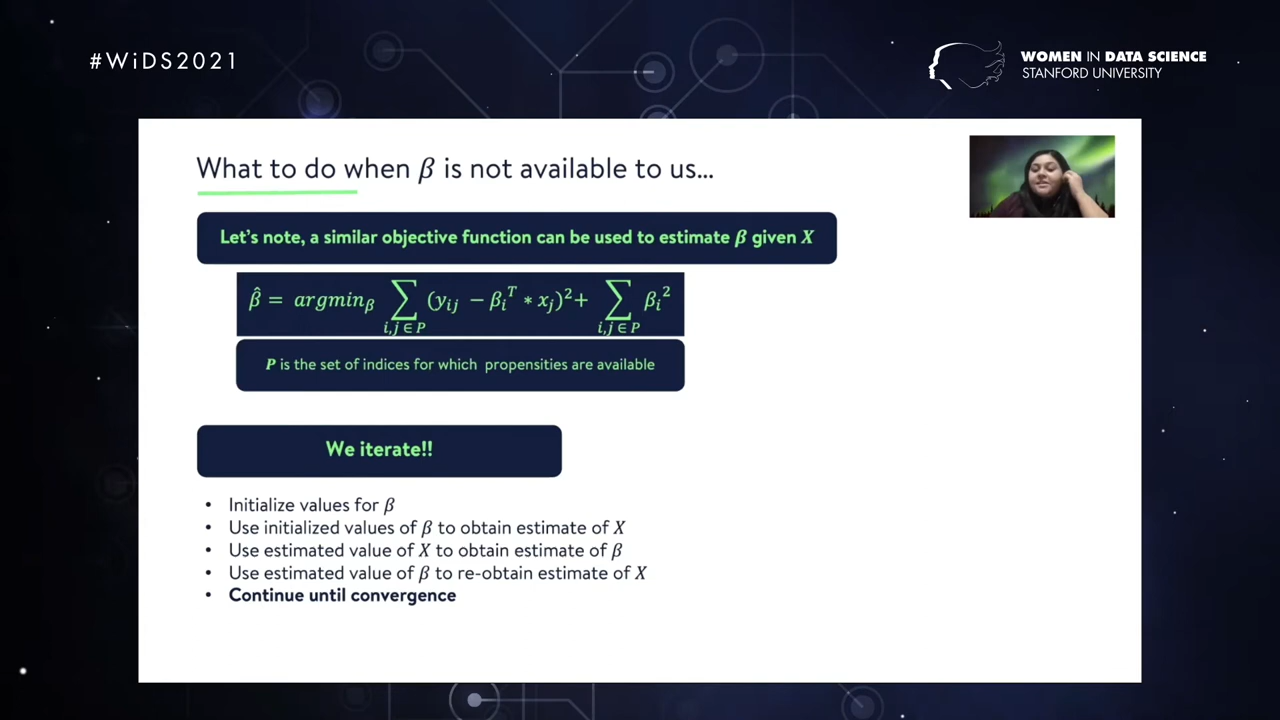 #WiDS2021
WOMEN IN DATA SCIENCE
STANFORD UNIVERSITY
What to do when β is not available to us...
Let's note, a similar objective function can be used to estimate β given X
β̂ = argmin_β ∑_{i,j ∈ P} (y_{ij} − β_i^T * x_j)^2 + ∑_{i,j ∈ P} β_i^2
P is the set of indices for which propensities are available
We iterate!!
• Initialize values for β
• Use initialized values of β to obtain estimate of X
• Use estimated value of X to obtain estimate of β
• Use estimated value of β to re-obtain estimate of X
• Continue until convergence